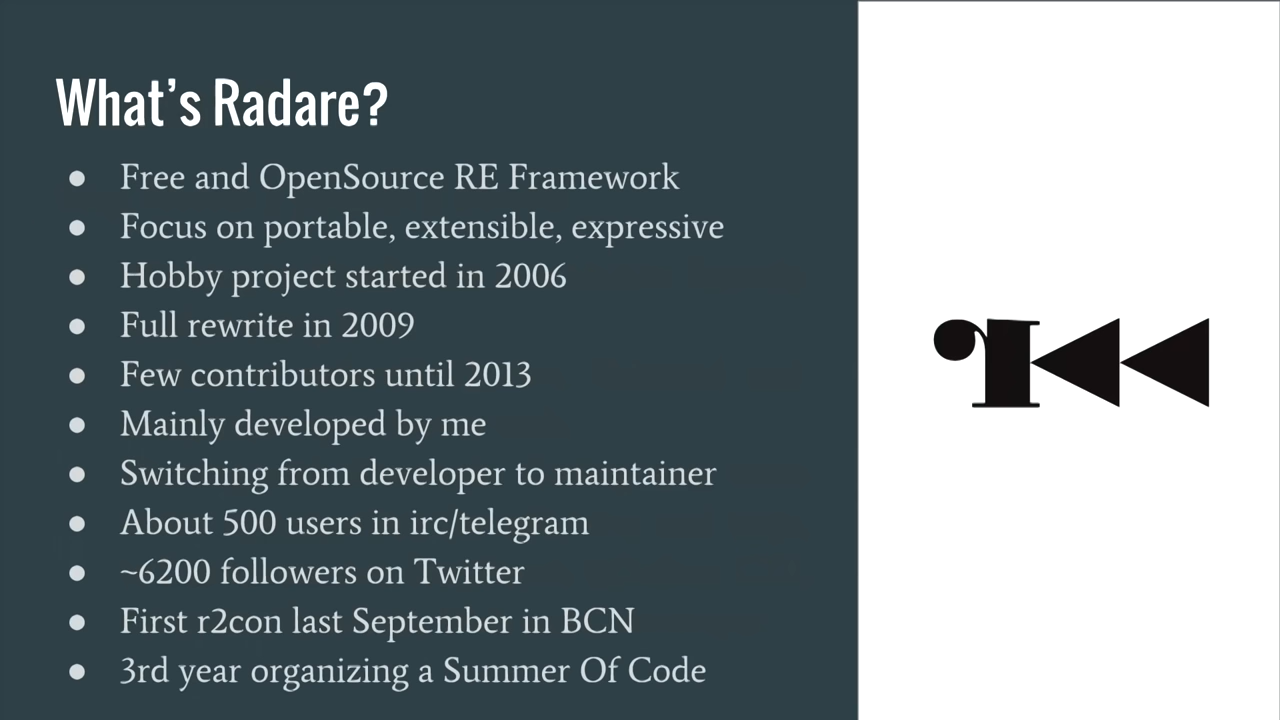 What's Radare?
● Free and OpenSource RE Framework
● Focus on portable, extensible, expressive
● Hobby project started in 2006
● Full rewrite in 2009
● Few contributors until 2013
● Mainly developed by me
● Switching from developer to maintainer
● About 500 users in irc/telegram
● ~6200 followers on Twitter
● First r2con last September in BCN
● 3rd year organizing a Summer Of Code